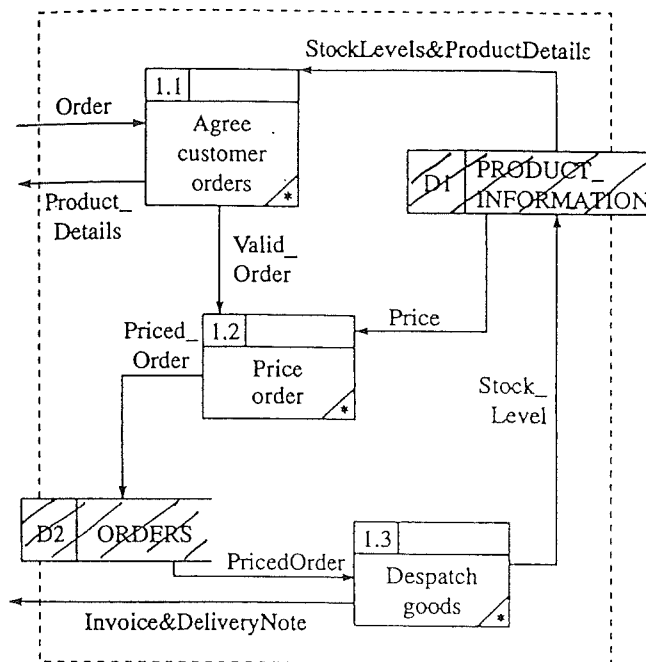 StockLevels&ProductDetails
1.1
Order
Agree
customer
orders
*
Product_
Details
D1
PRODUCT_
INFORMATION
Valid_
Order
Priced_
Order
1.2
Price
Price
order
*
Stock_
Level
D2
ORDERS
1.3
PricedOrder
Despatch
goods
*
Invoice&DeliveryNote